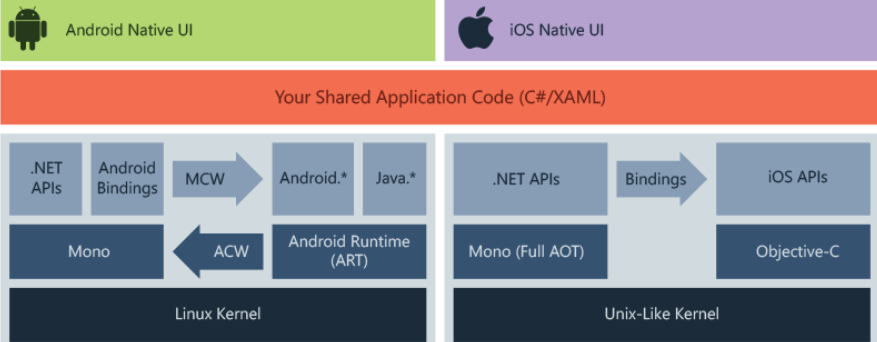 Android Native UI
iOS Native UI
Your Shared Application Code (C#/XAML)
.NET
APIs
Android
Bindings
MCW
Android.*
Java.*
.NET APIs
Bindings
iOS APIs
Mono
ACW
Android Runtime
(ART)
Mono (Full AOT)
Objective-C
Linux Kernel
Unix-Like Kernel